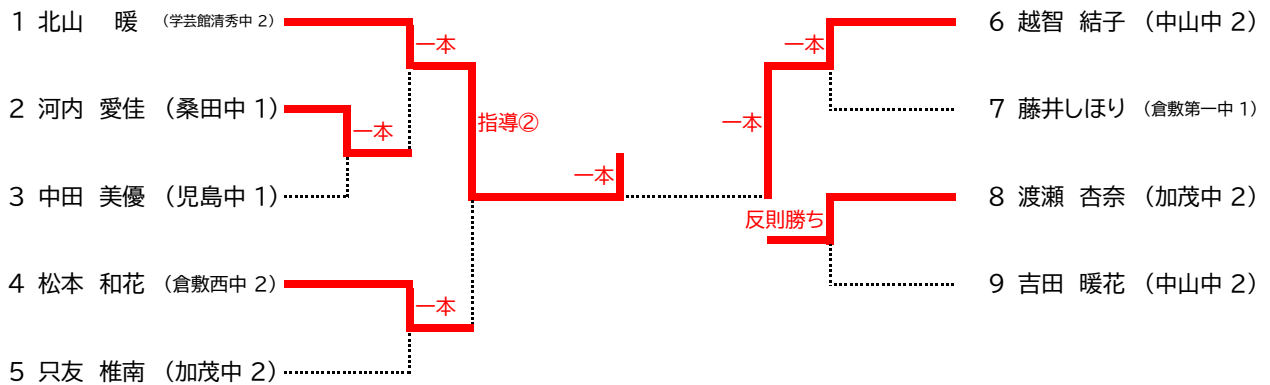 1 北山 暖 （学芸館清秀中 2）
2 河内 愛佳 （桑田中 1）
3 中田 美優 （児島中 1）
4 松本 和花 （倉敷西中 2）
5 只友 椎南 （加茂中 2）
一本
一本
指導②
一本
一本
一本
一本
反則勝ち
6 越智 結子 （中山中 2）
7 藤井しほり （倉敷第一中 1）
8 渡瀬 杏奈 （加茂中 2）
9 吉田 暖花 （中山中 2）